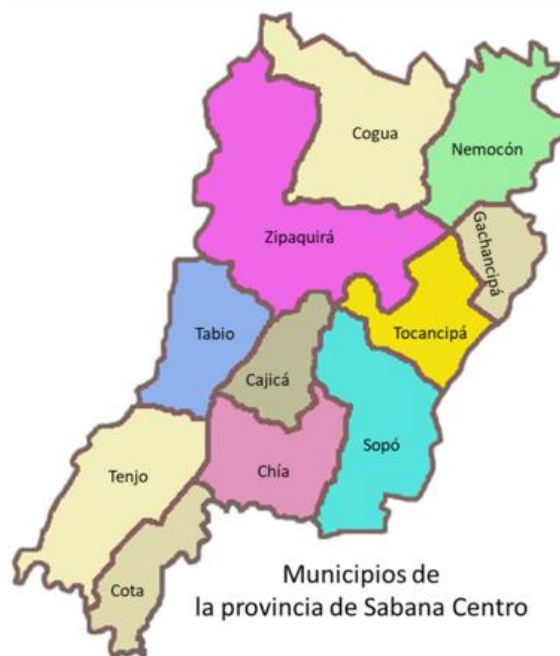 Cogua
Nemocón
Gachancipá
Zipaquirá
Tocancipá
Tabio
Cajicá
Sopó
Chía
Tenjo
Cota
Municipios de
la provincia de Sabana Centro